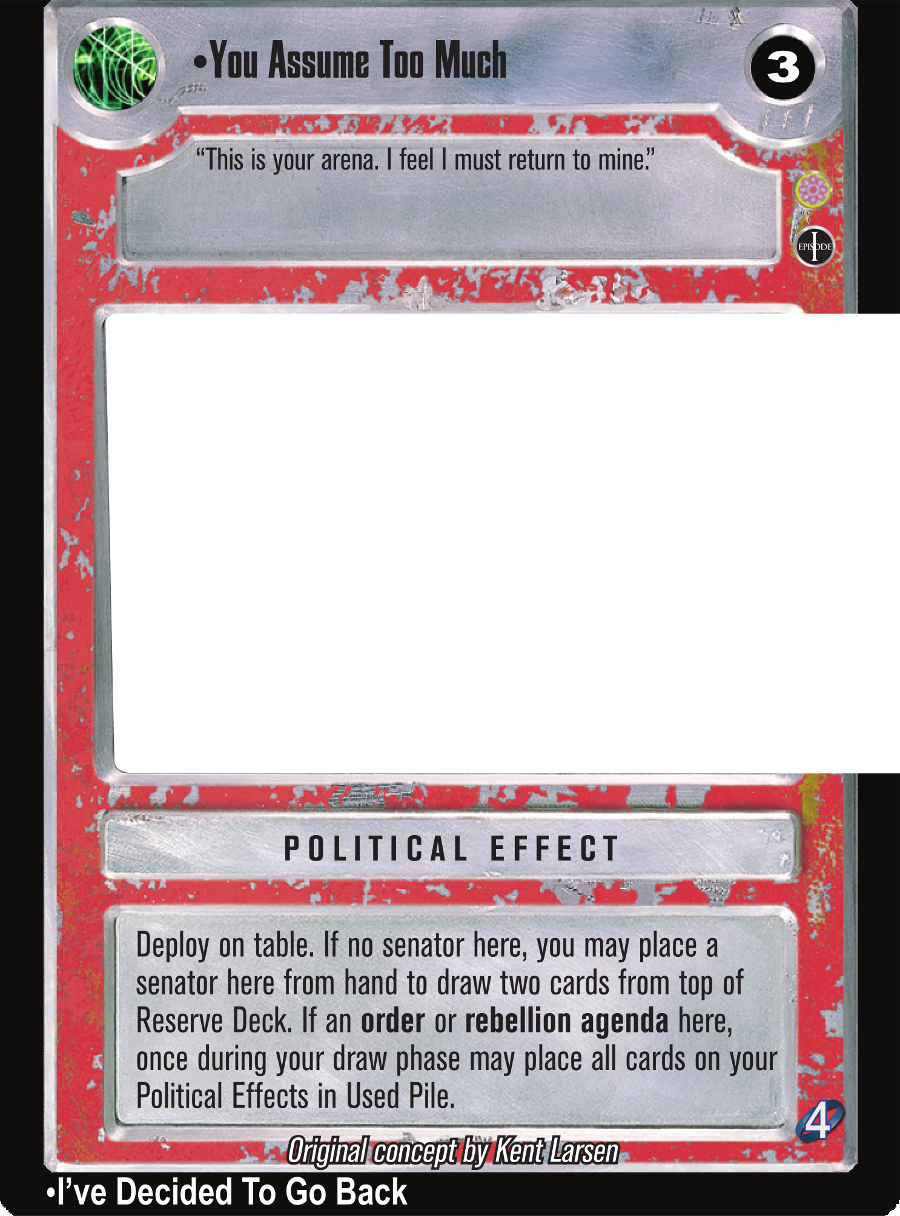 •You Assume Too Much
3
“This is your arena. I feel I must return to mine.”
EPISODE I
POLITICAL EFFECT
Deploy on table. If no senator here, you may place a
senator here from hand to draw two cards from top of
Reserve Deck. If an order or rebellion agenda here,
once during your draw phase may place all cards on your
Political Effects in Used Pile.
4
Original concept by Kent Larsen
•I’ve Decided To Go Back